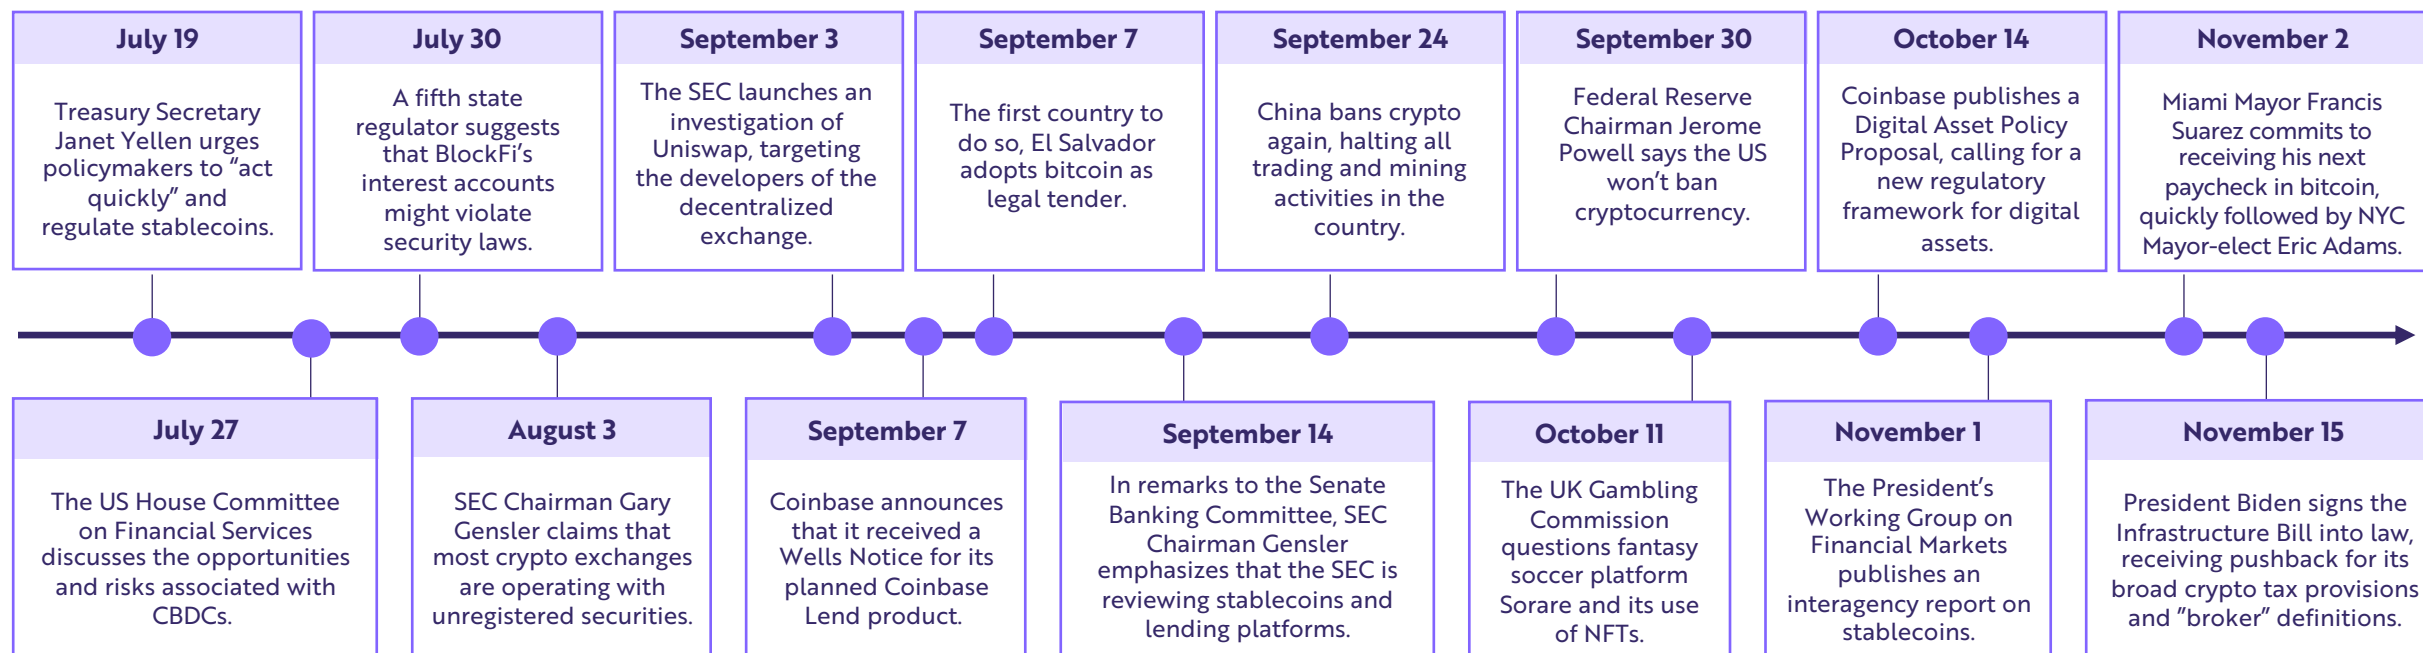 July 19
Treasury Secretary
Janet Yellen urges
policymakers to “act
quickly” and
regulate stablecoins.
July 30
A fifth state
regulator suggests
that BlockFi’s
interest accounts
might violate
security laws.
September 3
The SEC launches an
investigation of
Uniswap, targeting
the developers of the
decentralized
exchange.
September 7
The first country to
do so, El Salvador
adopts bitcoin as
legal tender.
September 24
China bans crypto
again, halting all
trading and mining
activities in the
country.
September 30
Federal Reserve
Chairman Jerome
Powell says the US
won’t ban
cryptocurrency.
October 14
Coinbase publishes a
Digital Asset Policy
Proposal, calling for a
new regulatory
framework for digital
assets.
November 2
Miami Mayor Francis
Suarez commits to
receiving his next
paycheck in bitcoin,
quickly followed by NYC
Mayor-elect Eric Adams.
July 27
The US House Committee
on Financial Services
discusses the opportunities
and risks associated with
CBDCs.
August 3
SEC Chairman Gary
Gensler claims that
most crypto exchanges
are operating with
unregistered securities.
September 7
Coinbase announces
that it received a
Wells Notice for its
planned Coinbase
Lend product.
September 14
In remarks to the Senate
Banking Committee, SEC
Chairman Gensler
emphasizes that the SEC is
reviewing stablecoins and
lending platforms.
October 11
The UK Gambling
Commission
questions fantasy
soccer platform
Sorare and its use
of NFTs.
November 1
The President’s
Working Group on
Financial Markets
publishes an
interagency report on
stablecoins.
November 15
President Biden signs the
Infrastructure Bill into law,
receiving pushback for its
broad crypto tax provisions
and ”broker” definitions.